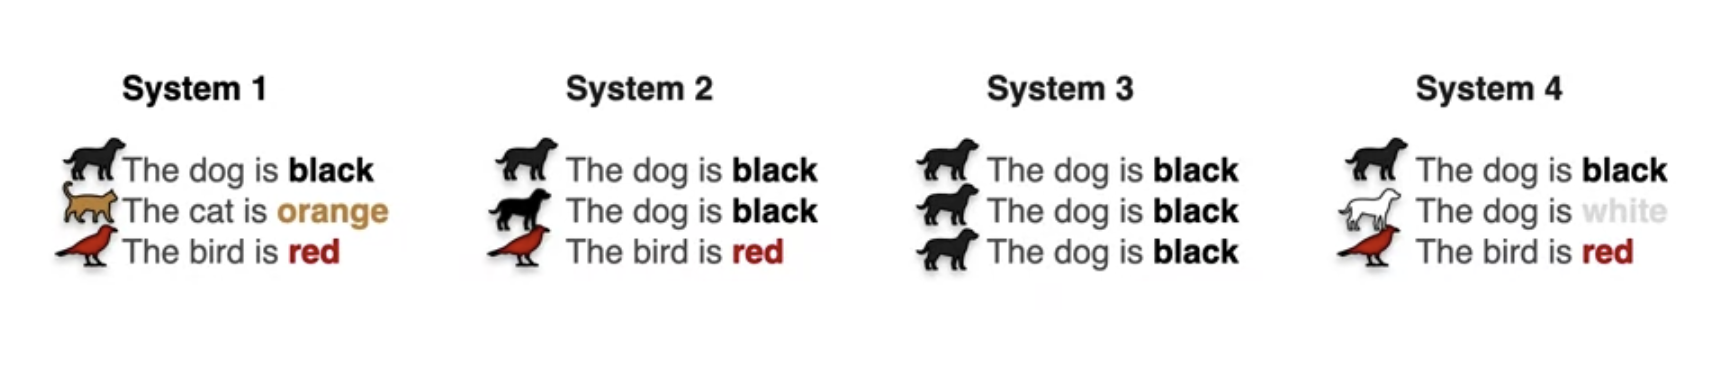 System 1
The dog is black
The cat is orange
The bird is red
System 2
The dog is black
The dog is black
The bird is red
System 3
The dog is black
The dog is black
The dog is black
System 4
The dog is black
The dog is white
The bird is red